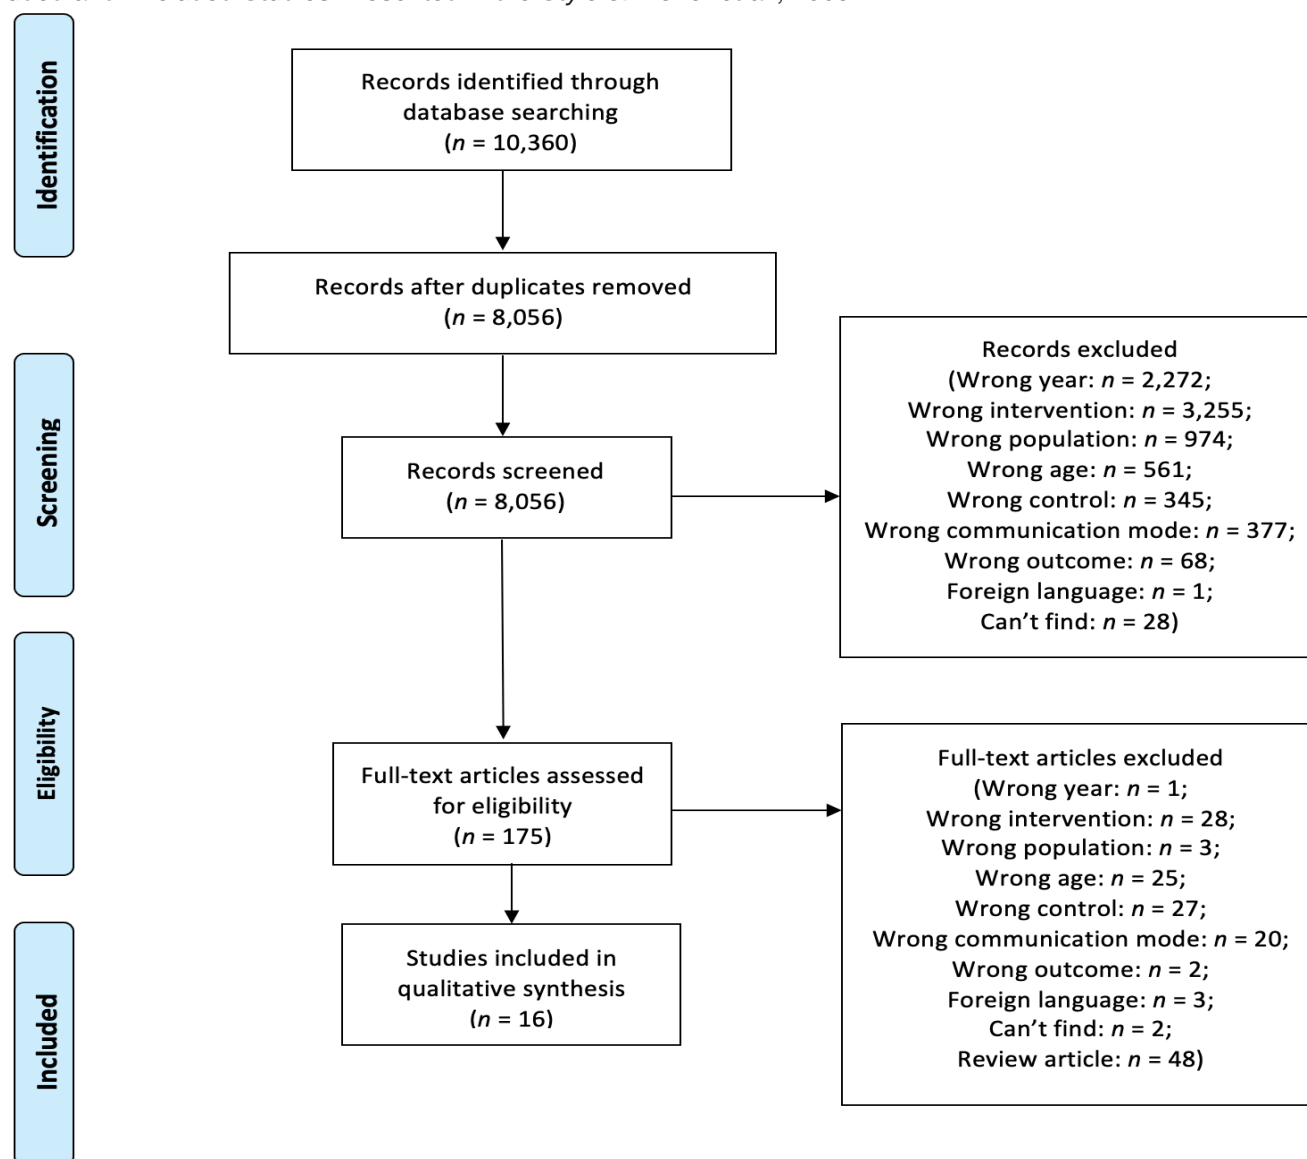 Identification
Records identified through
database searching
(n = 10,360)
Records after duplicates removed
(n = 8,056)
Screening
Records screened
(n = 8,056)
Records excluded
(Wrong year: n = 2,272;
Wrong intervention: n = 3,255;
Wrong population: n = 974;
Wrong age: n = 561;
Wrong control: n = 345;
Wrong communication mode: n = 377;
Wrong outcome: n = 68;
Foreign language: n = 1;
Can't find: n = 28)
Eligibility
Full-text articles assessed
for eligibility
(n = 175)
Full-text articles excluded
(Wrong year: n = 1;
Wrong intervention: n = 28;
Wrong population: n = 3;
Wrong age: n = 25;
Wrong control: n = 27;
Wrong communication mode: n = 20;
Wrong outcome: n = 2;
Foreign language: n = 3;
Can't find: n = 2;
Review article: n = 48)
Included
Studies included in
qualitative synthesis
(n = 16)